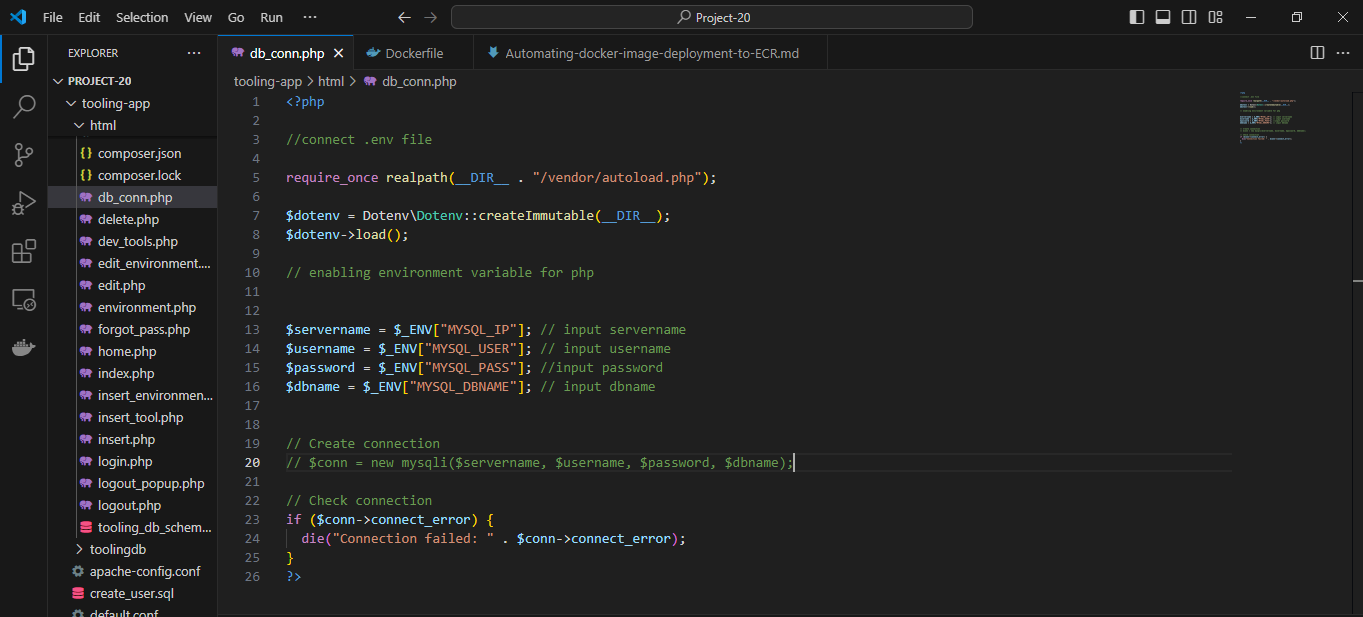 File Edit Selection View Go Run ··· Project-20
EXPLORER ···
PROJECT-20
tooling-app
html
composer.json
composer.lock
db_conn.php
delete.php
dev_tools.php
edit_environment....
edit.php
environment.php
forgot_pass.php
home.php
index.php
insert_environmen...
insert_tool.php
insert.php
login.php
logout_popup.php
logout.php
tooling_db_schem...
toolingdb
apache-config.conf
create_user.sql
default.conf
db_conn.php Dockerfile Automating-docker-image-deployment-to-ECR.md
tooling-app > html > db_conn.php
1 <?php
2
3 //connect .env file
4
5 require_once realpath(__DIR__ . "/vendor/autoload.php");
6
7 $dotenv = Dotenv\Dotenv::createImmutable(__DIR__);
8 $dotenv->load();
9
10 // enabling environment variable for php
11
12
13 $servername = $_ENV["MYSQL_IP"]; // input servername
14 $username = $_ENV["MYSQL_USER"]; // input username
15 $password = $_ENV["MYSQL_PASS"]; //input password
16 $dbname = $_ENV["MYSQL_DBNAME"]; // input dbname
17
18
19 // Create connection
20 // $conn = new mysqli($servername, $username, $password, $dbname);
21
22 // Check connection
23 if ($conn->connect_error) {
24 die("Connection failed: " . $conn->connect_error);
25 }
26 ?>